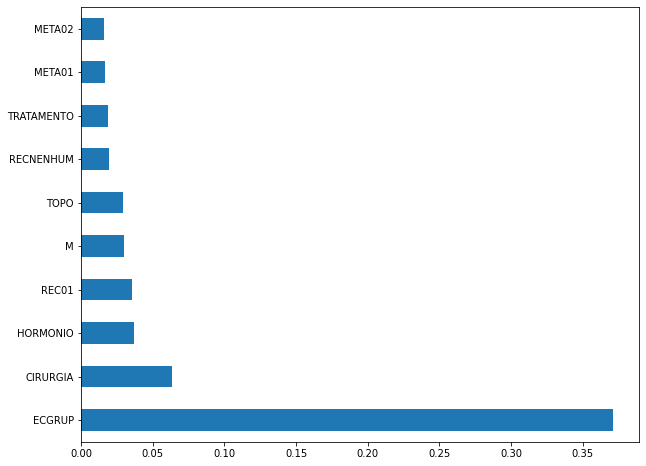 META02
META01
TRATAMENTO
RECNENHUM
TOPO
M
REC01
HORMONIO
CIRURGIA
ECGRUP
0.00 0.05 0.10 0.15 0.20 0.25 0.30 0.35